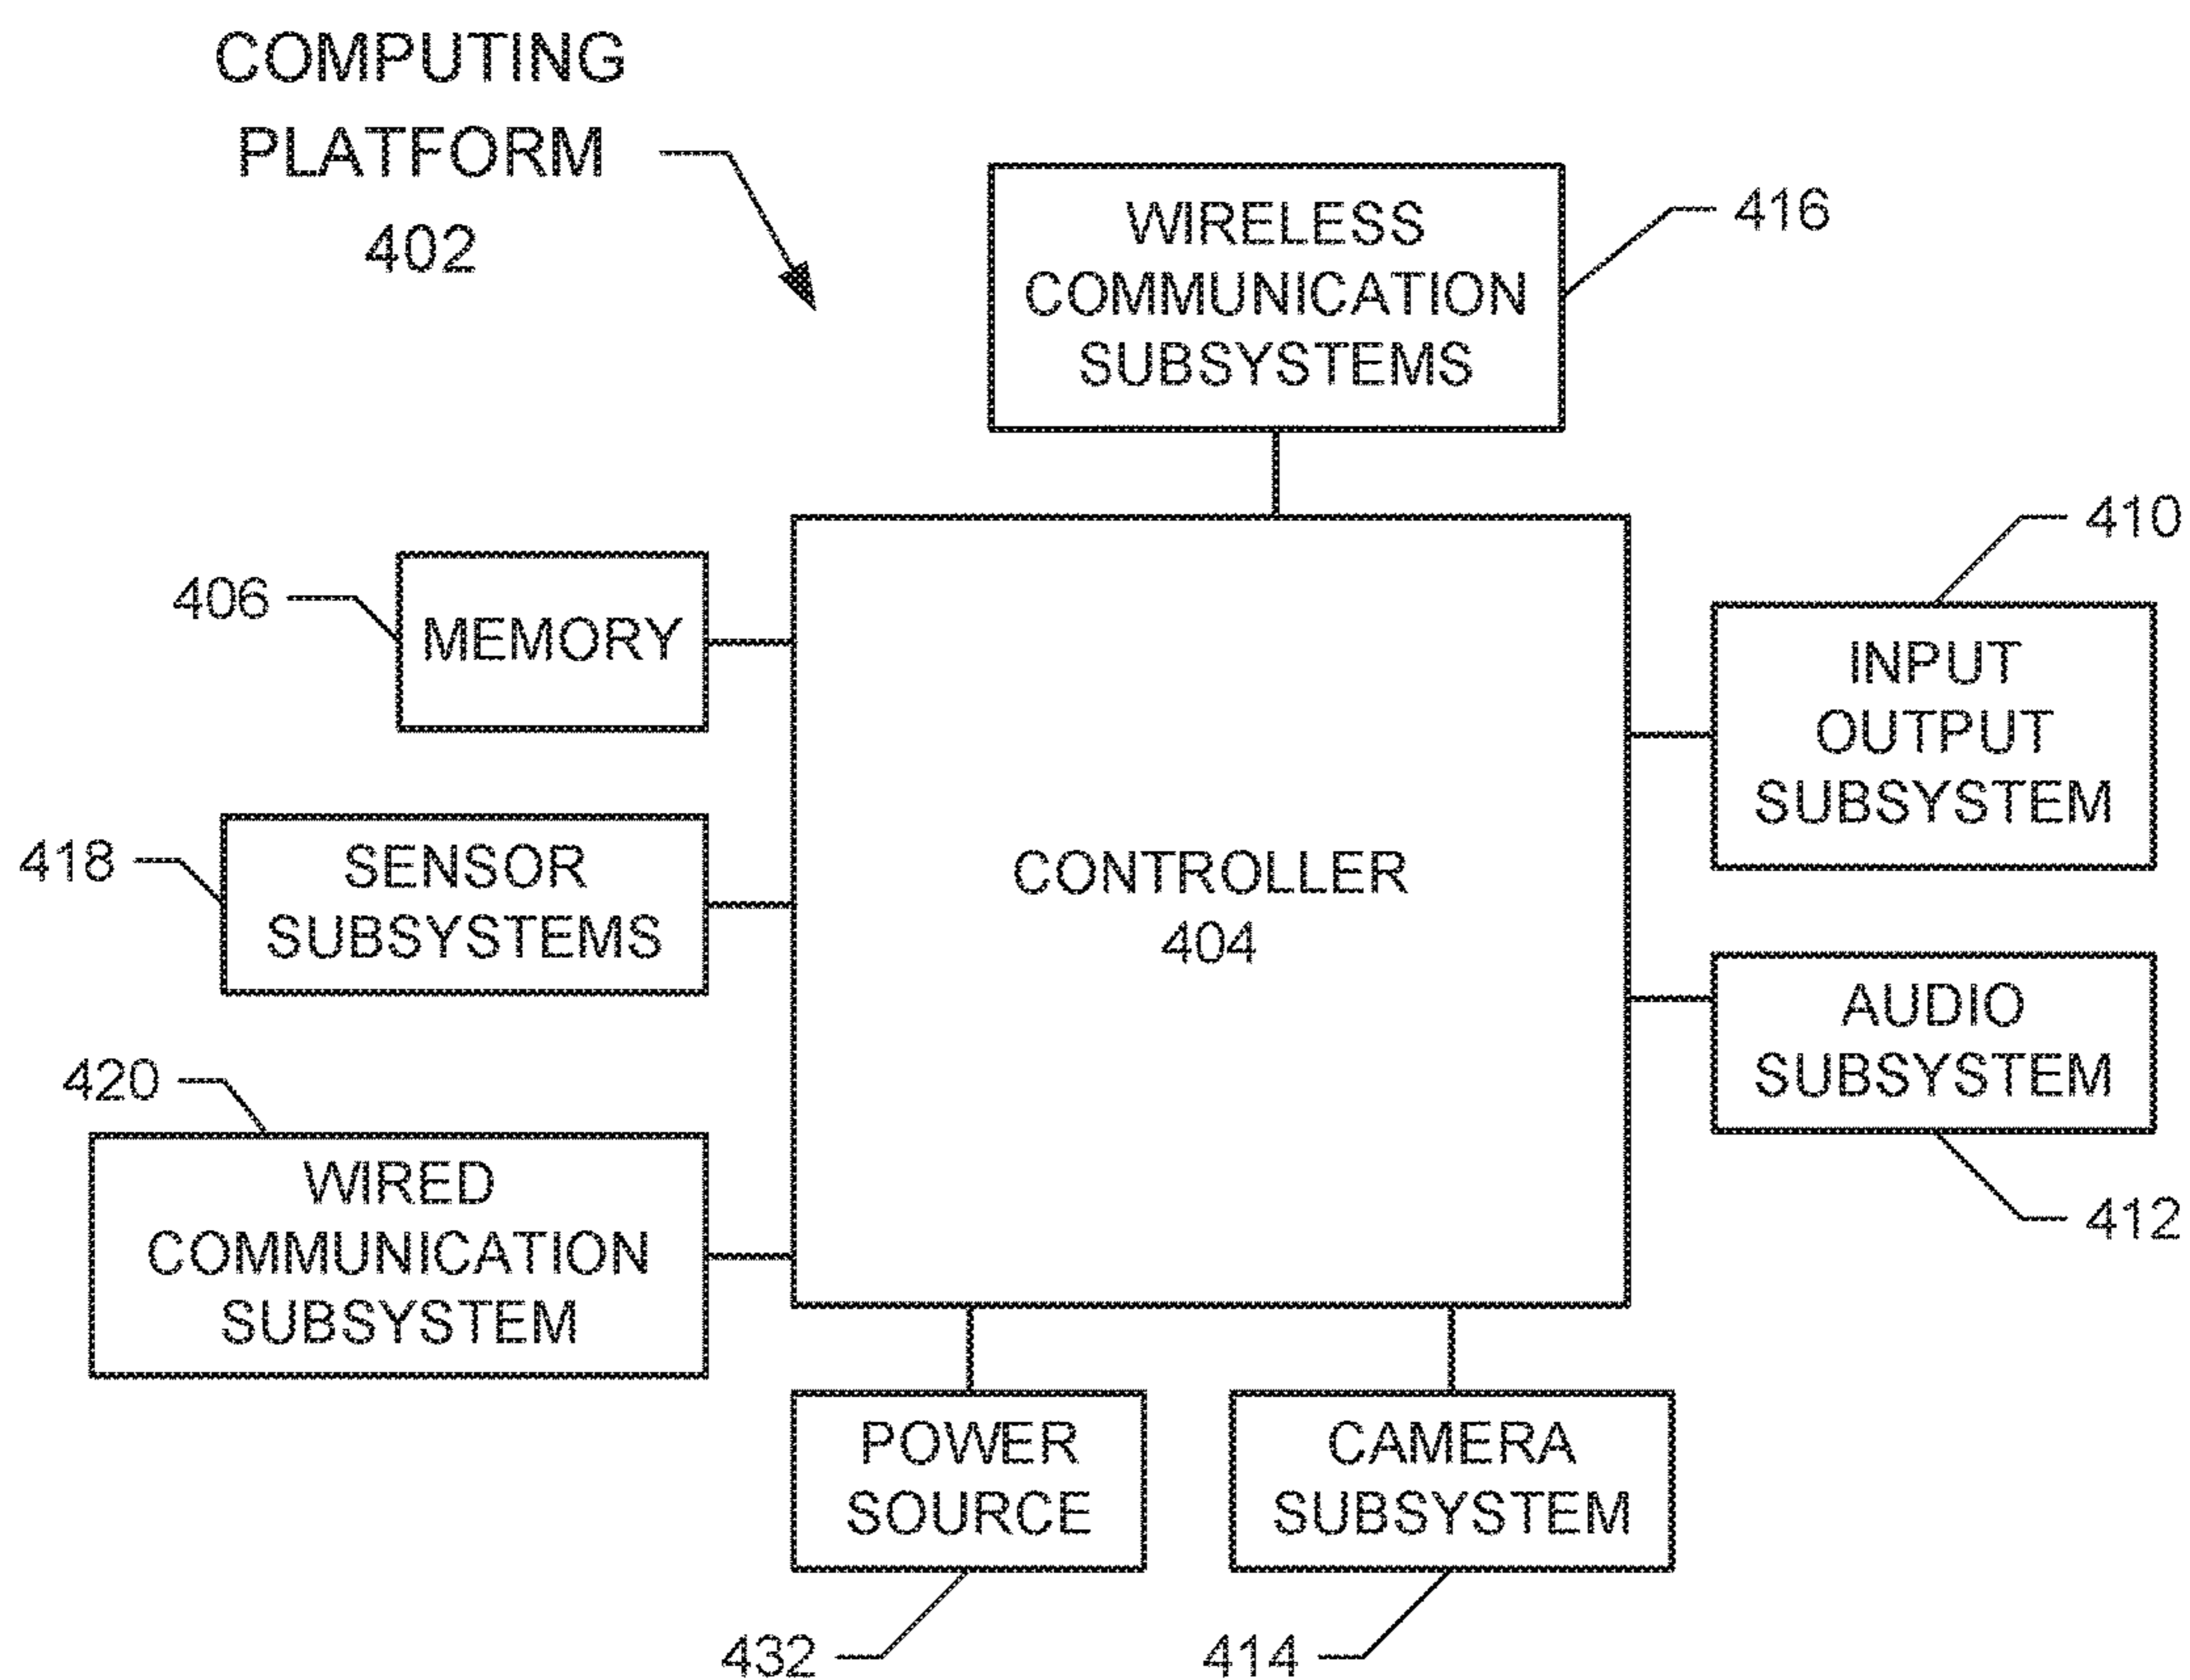 COMPUTING
PLATFORM
402
WIRELESS
COMMUNICATION
SUBSYSTEMS
416
410
406
MEMORY
INPUT
OUTPUT
SUBSYSTEM
418
SENSOR
SUBSYSTEMS
CONTROLLER
404
AUDIO
SUBSYSTEM
420
412
WIRED
COMMUNICATION
SUBSYSTEM
POWER
SOURCE
CAMERA
SUBSYSTEM
432
414